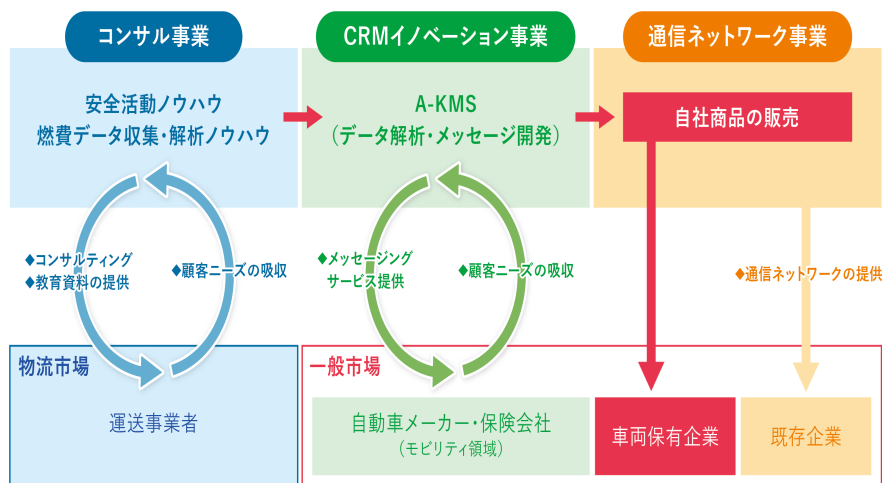 コンサル事業
CRMイノベーション事業
通信ネットワーク事業
安全活動ノウハウ
燃費データ収集・解析ノウハウ
A-KMS
（データ解析・メッセージ開発）
自社商品の販売
◆コンサルティング
◆教育資料の提供
◆顧客ニーズの吸収
◆メッセージング
サービス提供
◆顧客ニーズの吸収
◆通信ネットワークの提供
物流市場
運送事業者
一般市場
自動車メーカー・保険会社
（モビリティ領域）
車両保有企業
既存企業